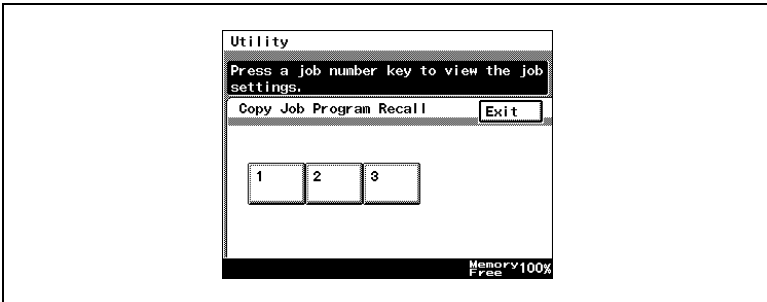 Utility
Press a job number key to view the job
settings.
Copy Job Program Recall
Exit
1 2 3
Memory
Free 100%